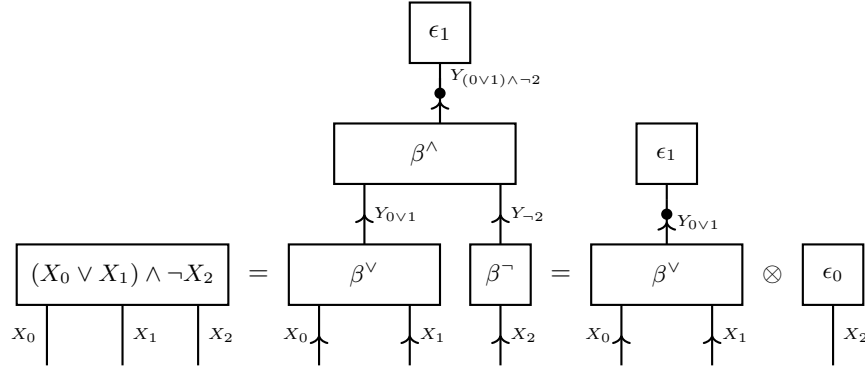 ϵ₁
Y₍₀∨₁₎∧¬₂
β^∧
ϵ₁
Y₀∨₁ Y¬₂ Y₀∨₁
(X₀ ∨ X₁) ∧ ¬X₂ = β^∨ β^¬ = β^∨ ⊗ ϵ₀
X₀ X₁ X₂ X₀ X₁ X₂ X₀ X₁ X₂